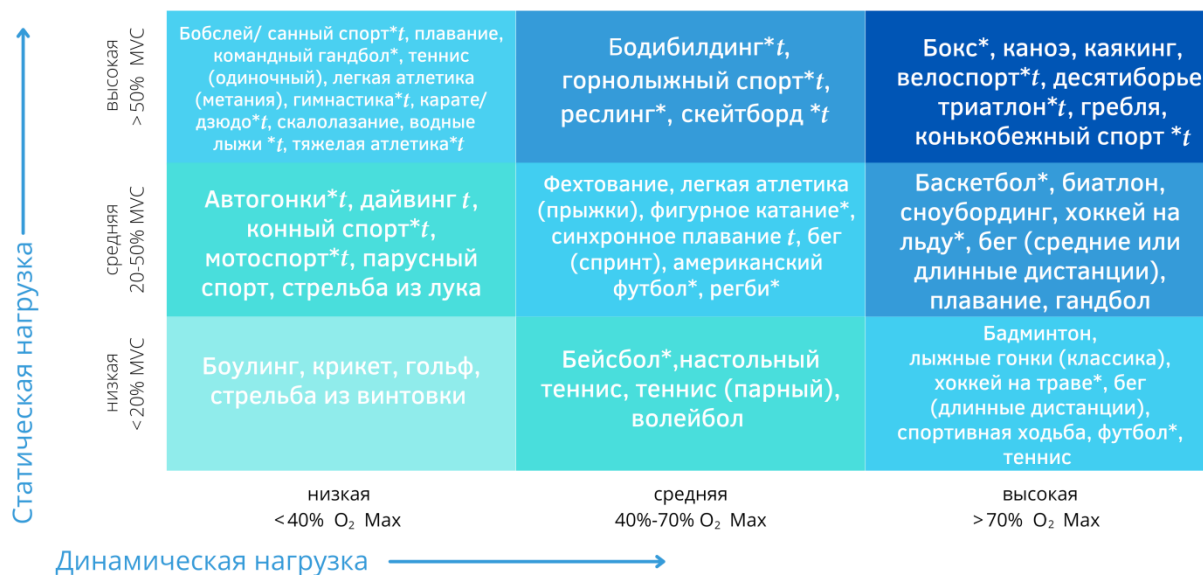 Статическая нагрузка
высокая
>50% MVC
Бобслей/ санный спорт*t, плавание,
командный гандбол*, теннис
(одиночный), легкая атлетика
(метания), гимнастика*t, карате/
дзюдо*t, скалолазание, водные
лыжи *t, тяжелая атлетика*t
Бодибилдинг*t,
горнолыжный спорт*t,
реслинг*, скейтборд *t
Бокс*, каноэ, каякинг,
велоспорт*t, десятиборье,
триатлон*t, гребля,
конькобежный спорт *t
средняя
20-50% MVC
Автогонки*t, дайвинг t,
конный спорт*t,
мотоспорт*t, парусный
спорт, стрельба из лука
Фехтование, легкая атлетика
(прыжки), фигурное катание*,
синхронное плавание t, бег
(спринт), американский
футбол*, регби*
Баскетбол*, биатлон,
сноубординг, хоккей на
льду*, бег (средние или
длинные дистанции),
плавание, гандбол
низкая
<20% MVC
Боулинг, крикет, гольф,
стрельба из винтовки
Бейсбол*,настольный
теннис, теннис (парный),
волейбол
Бадминтон,
лыжные гонки (классика),
хоккей на траве*, бег
(длинные дистанции),
спортивная ходьба, футбол*,
теннис
низкая
<40% O₂ Max
средняя
40%-70% O₂ Max
высокая
>70% O₂ Max
Динамическая нагрузка